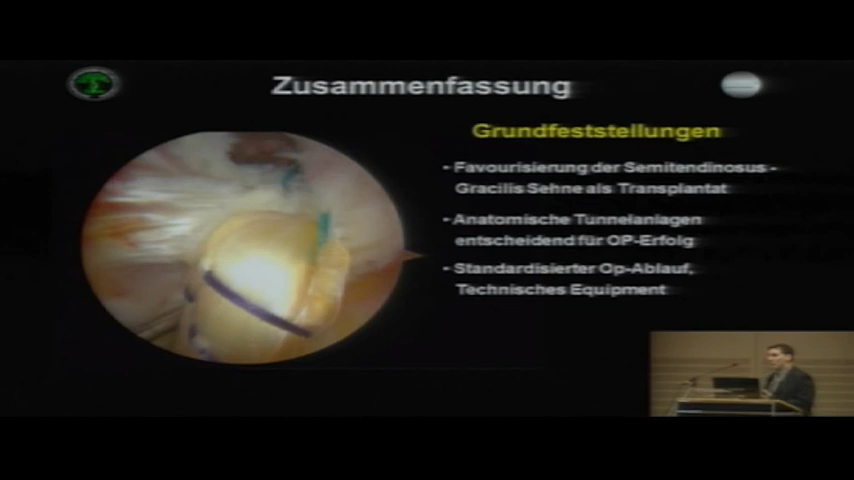 Zusammenfassung
Grundfeststellungen
- Favourisierung der Semitendinosus -
Gracilis Sehne als Transplantat
- Anatomische Tunnelanlagen
entscheidend für OP-Erfolg
- Standardisierter Op-Ablauf,
Technisches Equipment